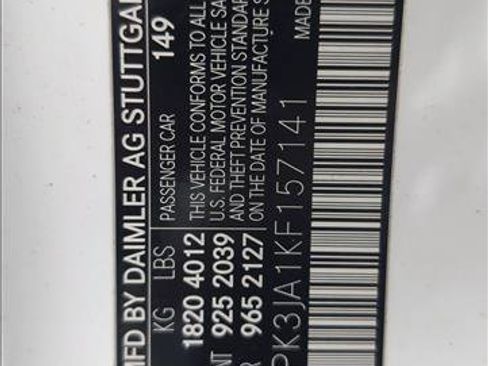 MFD BY DAIMLER AG STUTTGA
149
KG LBS PASSENGER CAR
1820 4012 THIS VEHICLE CONFORMS TO ALL
925 2039 U.S. FEDERAL MOTOR VEHICLE SA
965 2127 AND THEFT PREVENTION STANDAR
ON THE DATE OF MANUFACTURE S
PK3JA1KF157141
MADE